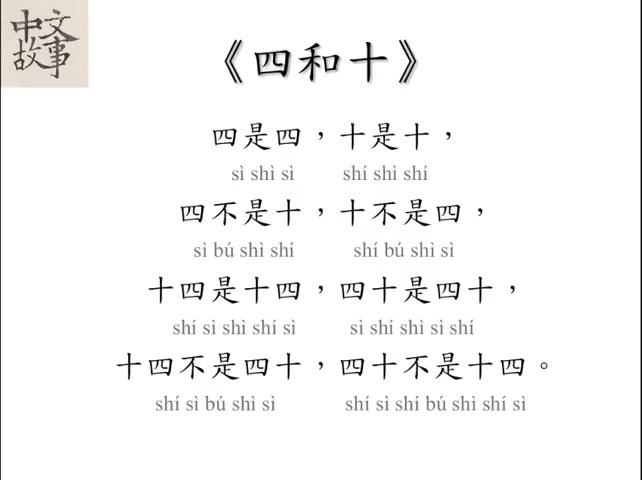 中文
故事
《四和十》
四是四，十是十，
sì shì sì shí shì shí
四不是十，十不是四，
sì bú shì shí shí bú shì sì
十四是十四，四十是四十，
shí sì shì shí sì sì shí shì sì shí
十四不是四十，四十不是十四。
shí sì bú shì sì shí sì shí bú shì shí sì